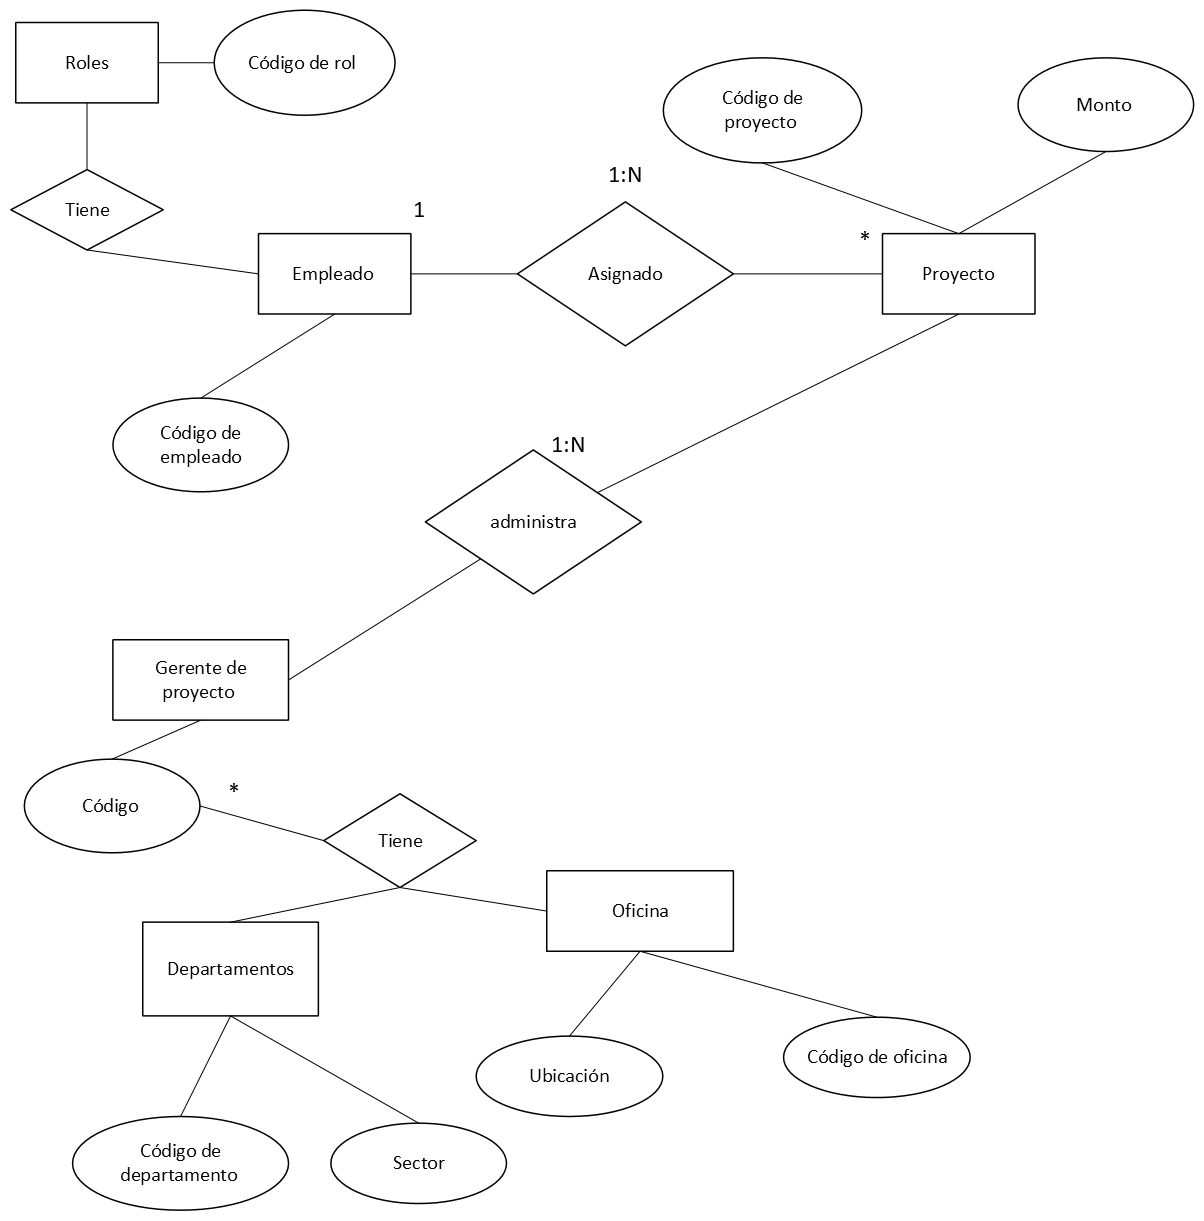 Roles
Código de rol
Código de
proyecto
Monto
Tiene
1:N
1
*
Empleado
Asignado
Proyecto
Código de
empleado
1:N
administra
Gerente de
proyecto
*
Código
Tiene
Oficina
Departamentos
Ubicación
Código de oficina
Código de
departamento
Sector